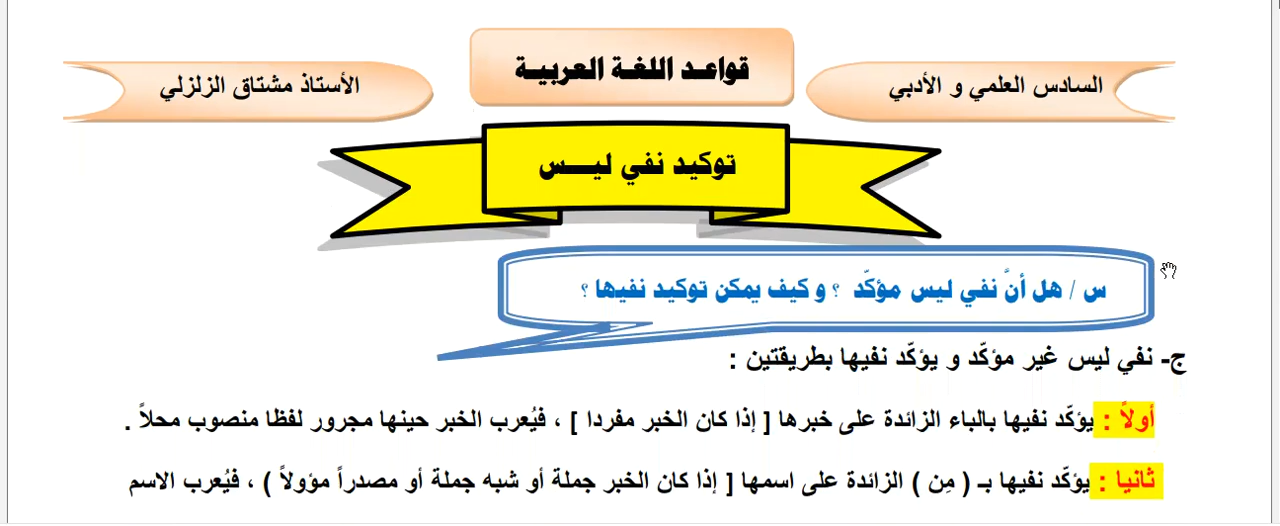 قواعد اللغة العربية
السادس العلمي و الأدبي
الأستاذ مشتاق الزلزلي
توكيد نفي ليس
س / هل أنَّ نفي ليس مؤكّد ؟ و كيف يمكن توكيد نفيها ؟
ج- نفي ليس غير مؤكّد و يؤكّد نفيها بطريقتين :
أولاً : يؤكّد نفيها بالباء الزائدة على خبرها [ إذا كان الخبر مفردا ] ، فيُعرب الخبر حينها مجرور لفظا منصوب محلاً .
ثانيا : يؤكّد نفيها بـ ( مِن ) الزائدة على اسمها [ إذا كان الخبر جملة أو شبه جملة أو مصدراً مؤولاً ) ، فيُعرب الاسم